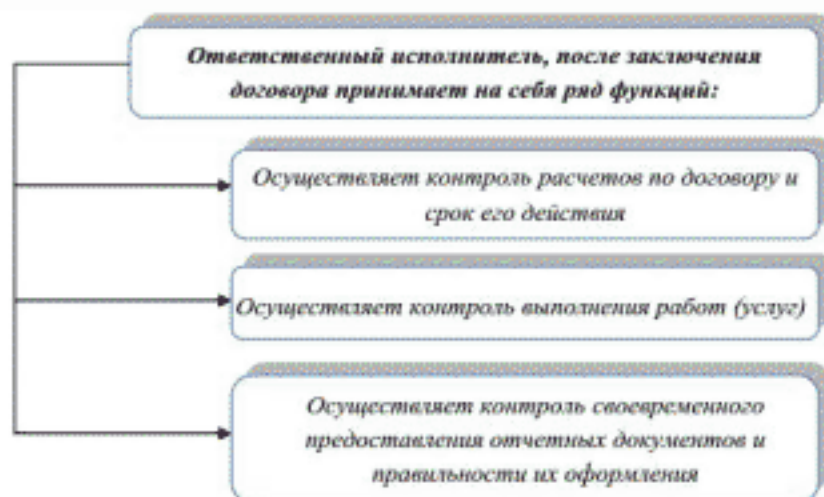 Ответственный исполнитель, после заключения
договора принимает на себя ряд функций:
Осуществляет контроль расчетов по договору и
срок его действия
Осуществляет контроль выполнения работ (услуг)
Осуществляет контроль своевременного
предоставления отчетных документов и
правильности их оформления